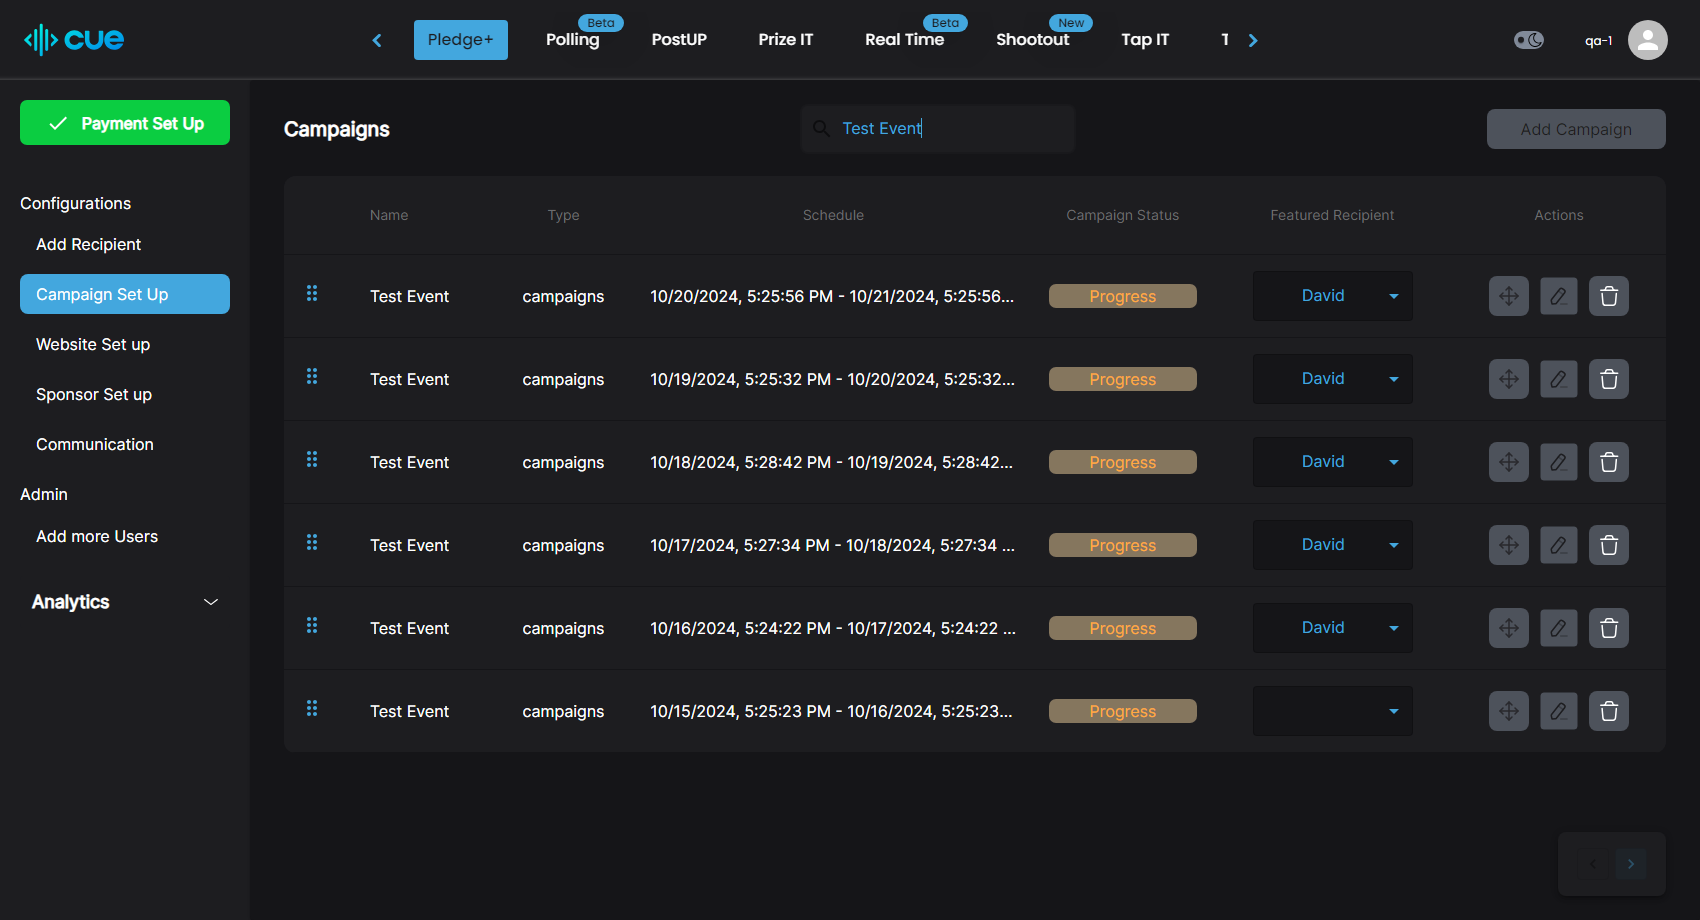 cue
Pledge+
Polling
Beta
PostUP
Prize IT
Real Time
Beta
Shootout
New
Tap IT
T
qa-1
Payment Set Up
Configurations
Add Recipient
Campaign Set Up
Website Set up
Sponsor Set up
Communication
Admin
Add more Users
Analytics
Campaigns
Test Event
Add Campaign
Name Type Schedule Campaign Status Featured Recipient Actions
Test Event campaigns 10/20/2024, 5:25:56 PM - 10/21/2024, 5:25:56... Progress David
Test Event campaigns 10/19/2024, 5:25:32 PM - 10/20/2024, 5:25:32... Progress David
Test Event campaigns 10/18/2024, 5:28:42 PM - 10/19/2024, 5:28:42... Progress David
Test Event campaigns 10/17/2024, 5:27:34 PM - 10/18/2024, 5:27:34 ... Progress David
Test Event campaigns 10/16/2024, 5:24:22 PM - 10/17/2024, 5:24:22 ... Progress David
Test Event campaigns 10/15/2024, 5:25:23 PM - 10/16/2024, 5:25:23... Progress